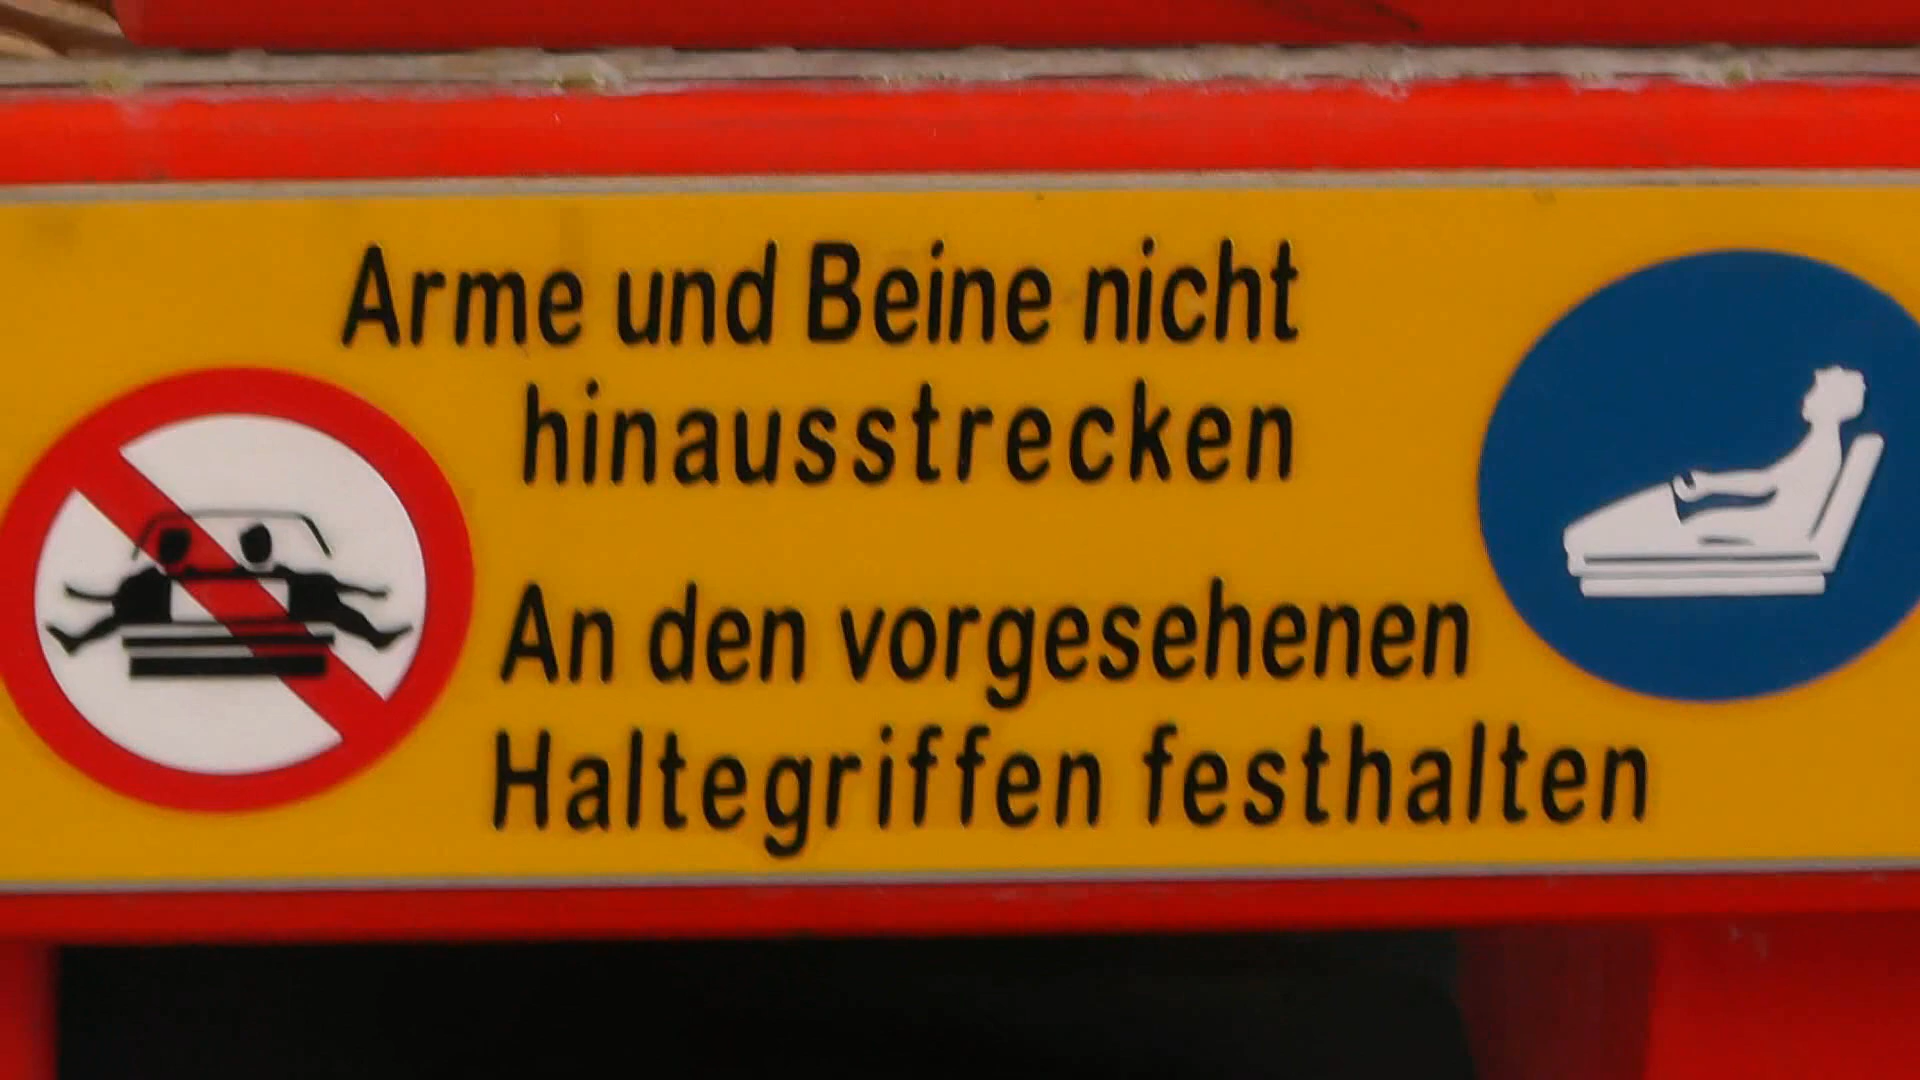 Arme und Beine nicht
hinausstrecken
An den vorgesehenen
Haltegriffen festhalten